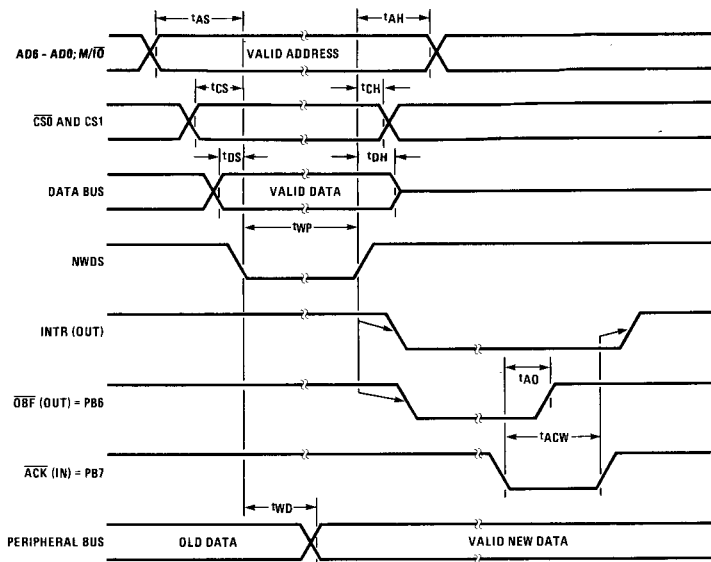 tAS
tAH
AD6 - AD0; M/IO
VALID ADDRESS
tCS
tCH
CS0 AND CS1
tDS
tDH
DATA BUS
VALID DATA
tWP
NWDS
INTR (OUT)
tAO
OBF (OUT) = PB6
tACW
ACK (IN) = PB7
tWD
PERIPHERAL BUS
OLD DATA
VALID NEW DATA